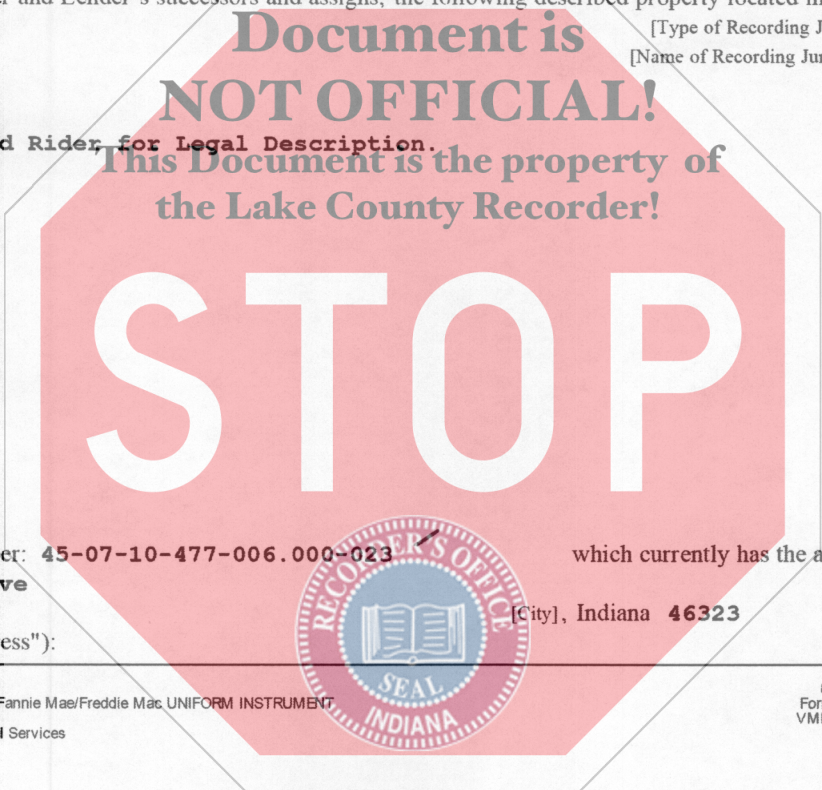 er and Lender's successors and assigns, the following described property located in
[Type of Recording J
[Name of Recording Jur
Document is
NOT OFFICIAL!
d Rider for Legal Description.
This Document is the property of
the Lake County Recorder!
STOP
er: 45-07-10-477-006.000-023 which currently has the a
ve
[City], Indiana 46323
ess"):
RECORDER'S OFFICE
SEAL
INDIANA
Fannie Mae/Freddie Mac UNIFORM INSTRUMENT
For
VMI
l Services